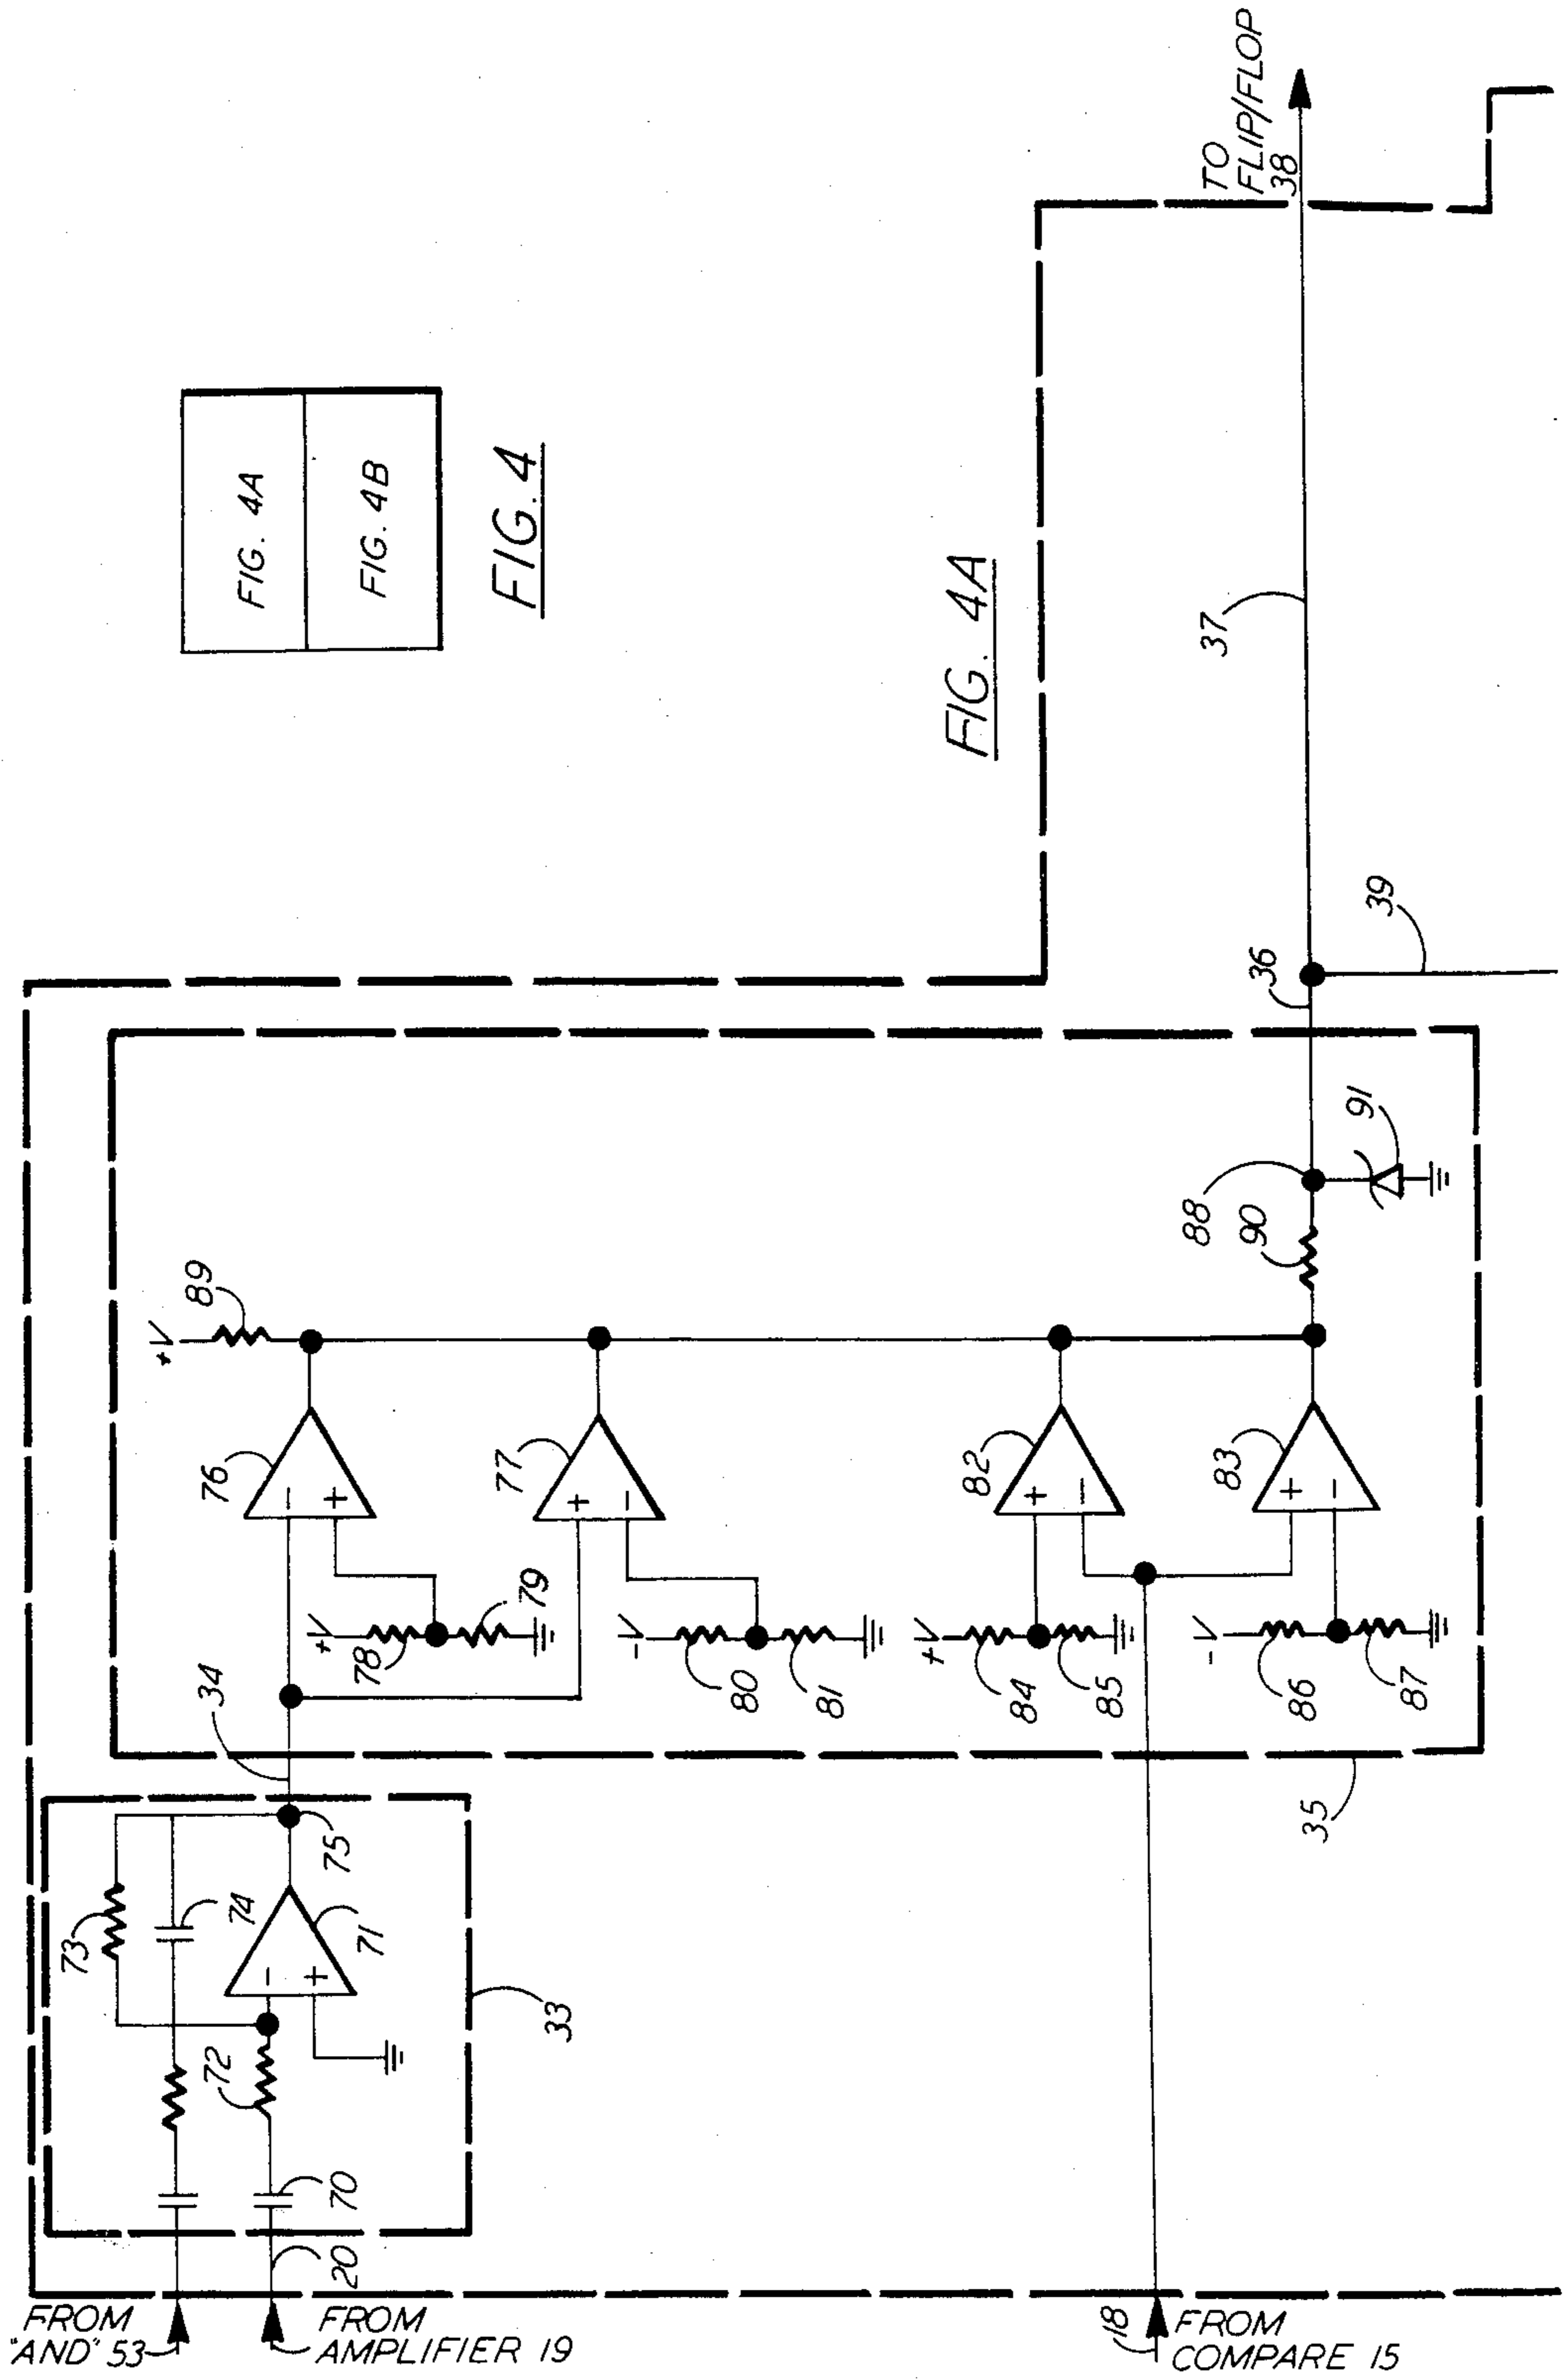 FIG. 4A
FIG. 4B
FIG. 4
FIG. 4A
FROM
"AND" 53
FROM
AMPLIFIER 19
20
70
72
73
74
71
75
33
34
35
+V
78
79
76
-V
80
81
77
+V
89
+V
84
85
82
-V
86
87
83
90
88
91
36
39
37
TO
FLIP/FLOP
38
18
FROM
COMPARE 15